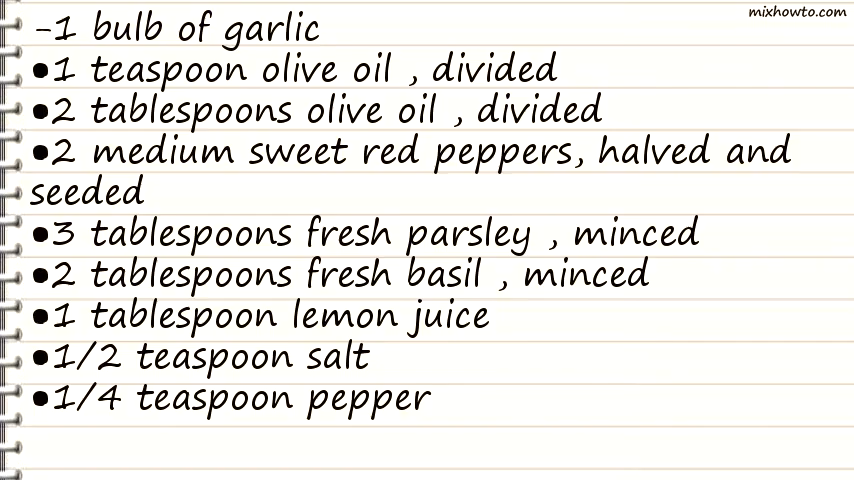 mixhowto.com
-1 bulb of garlic
●1 teaspoon olive oil , divided
●2 tablespoons olive oil , divided
●2 medium sweet red peppers, halved and
seeded
●3 tablespoons fresh parsley , minced
●2 tablespoons fresh basil , minced
●1 tablespoon lemon juice
●1/2 teaspoon salt
●1/4 teaspoon pepper